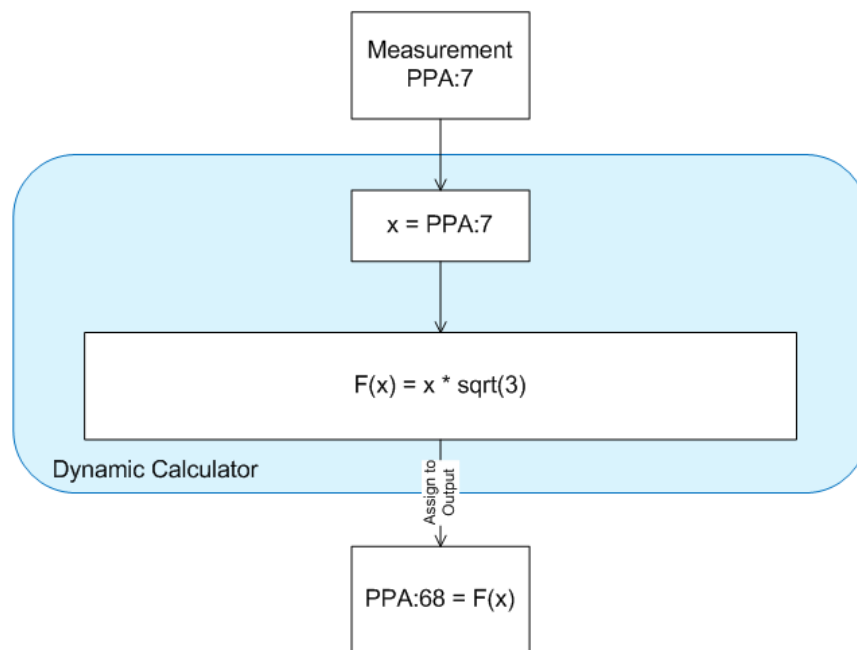 Measurement
PPA:7
x = PPA:7
F(x) = x * sqrt(3)
Dynamic Calculator
Assign to
Output
PPA:68 = F(x)